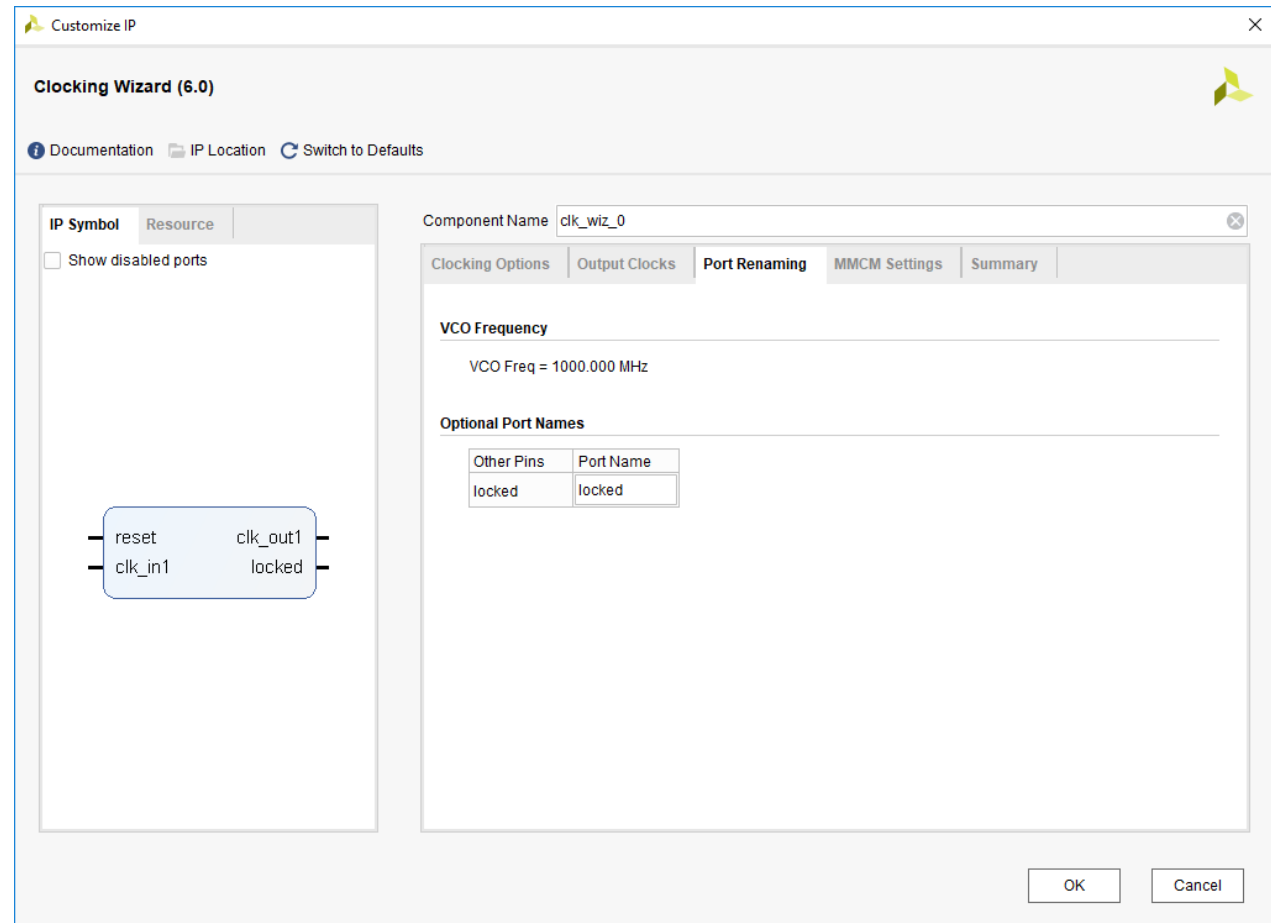 Customize IP
Clocking Wizard (6.0)
Documentation IP Location Switch to Defaults
IP Symbol Resource
Show disabled ports
reset clk_out1
clk_in1 locked
Component Name clk_wiz_0
Clocking Options Output Clocks Port Renaming MMCM Settings Summary
VCO Frequency
VCO Freq = 1000.000 MHz
Optional Port Names
Other Pins Port Name
locked locked
OK Cancel